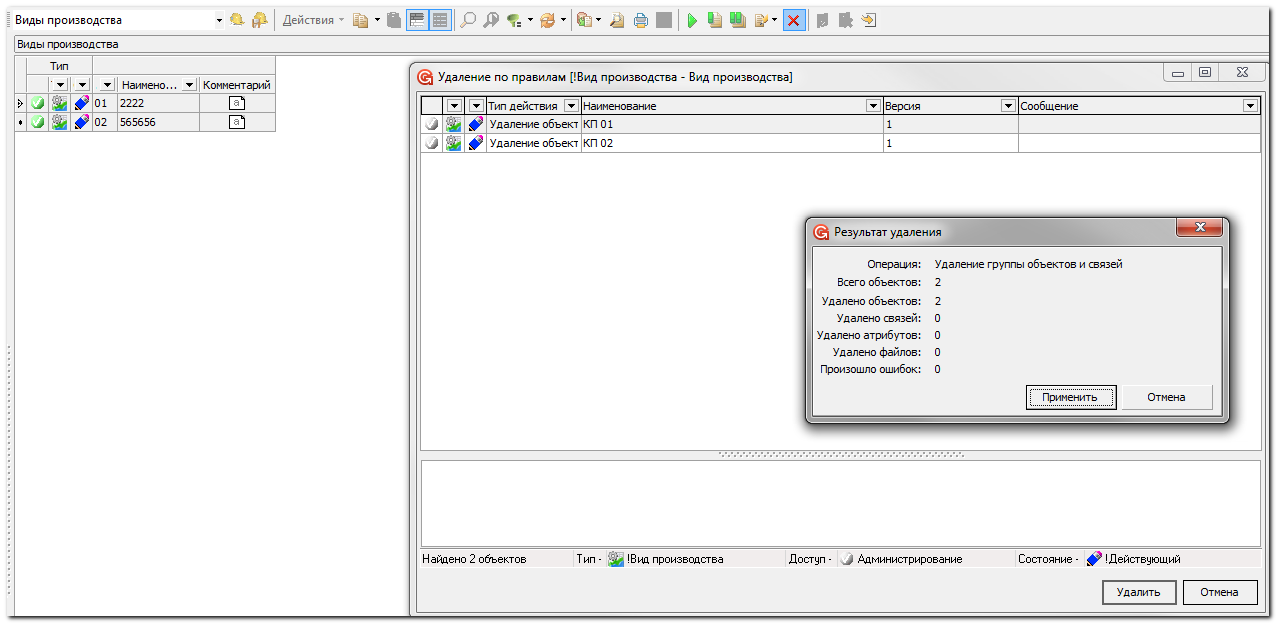 Виды производства
Действия
Виды производства
Тип
Наимено... Комментарий
01 2222 a
02 565656 a
Удаление по правилам [!Вид производства - Вид производства]
Тип действия Наименование Версия Сообщение
Удаление объект КП 01 1
Удаление объект КП 02 1
Результат удаления
Операция: Удаление группы объектов и связей
Всего объектов: 2
Удалено объектов: 2
Удалено связей: 0
Удалено атрибутов: 0
Удалено файлов: 0
Произошло ошибок: 0
Применить Отмена
Найдено 2 объектов Тип - !Вид производства Доступ - Администрирование Состояние - !Действующий
Удалить Отмена